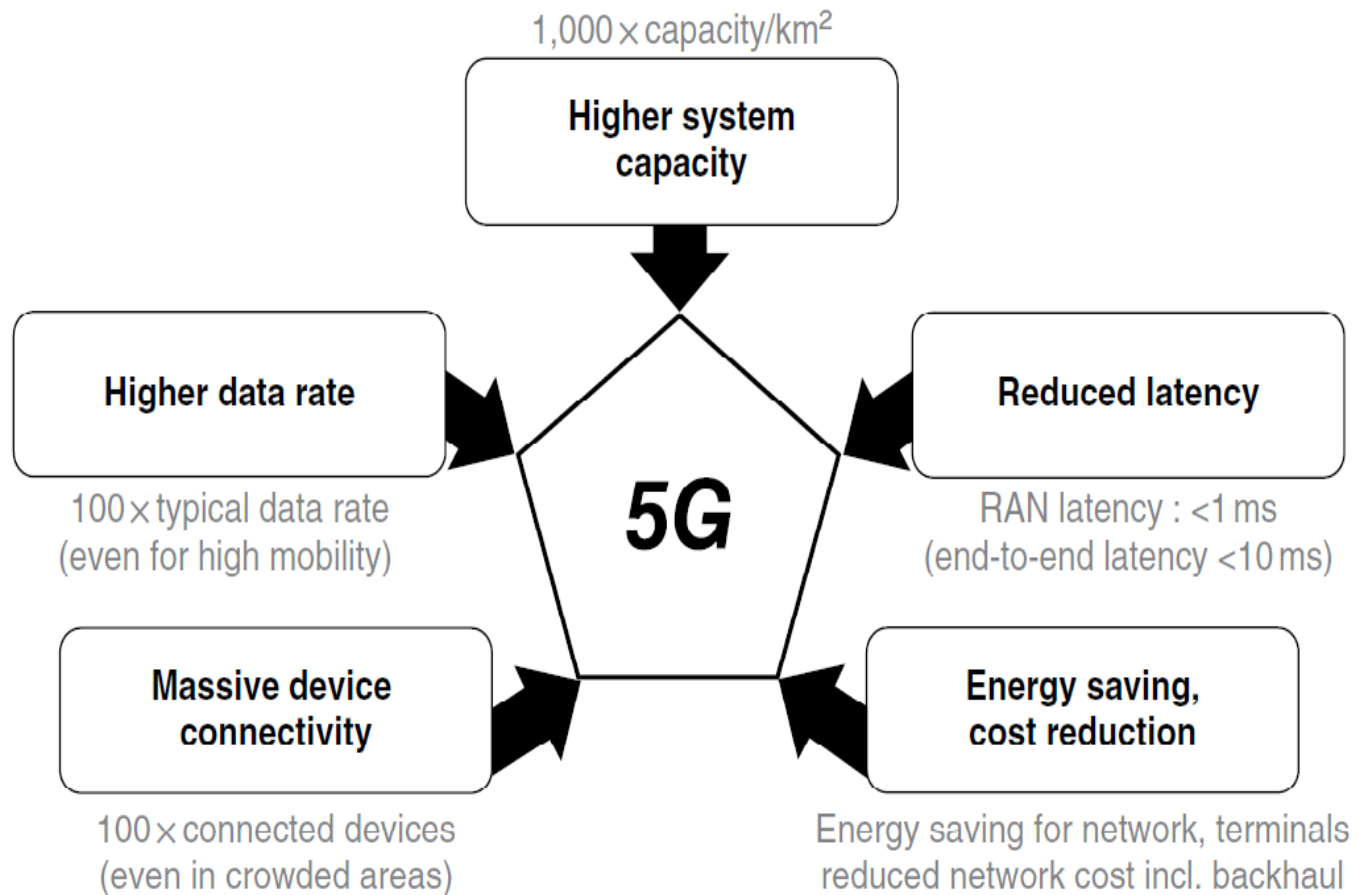 1,000 × capacity/km²
Higher system
capacity
Higher data rate
100 × typical data rate
(even for high mobility)
Reduced latency
RAN latency : <1 ms
(end-to-end latency <10 ms)
5G
Massive device
connectivity
100 × connected devices
(even in crowded areas)
Energy saving,
cost reduction
Energy saving for network, terminals
reduced network cost incl. backhaul